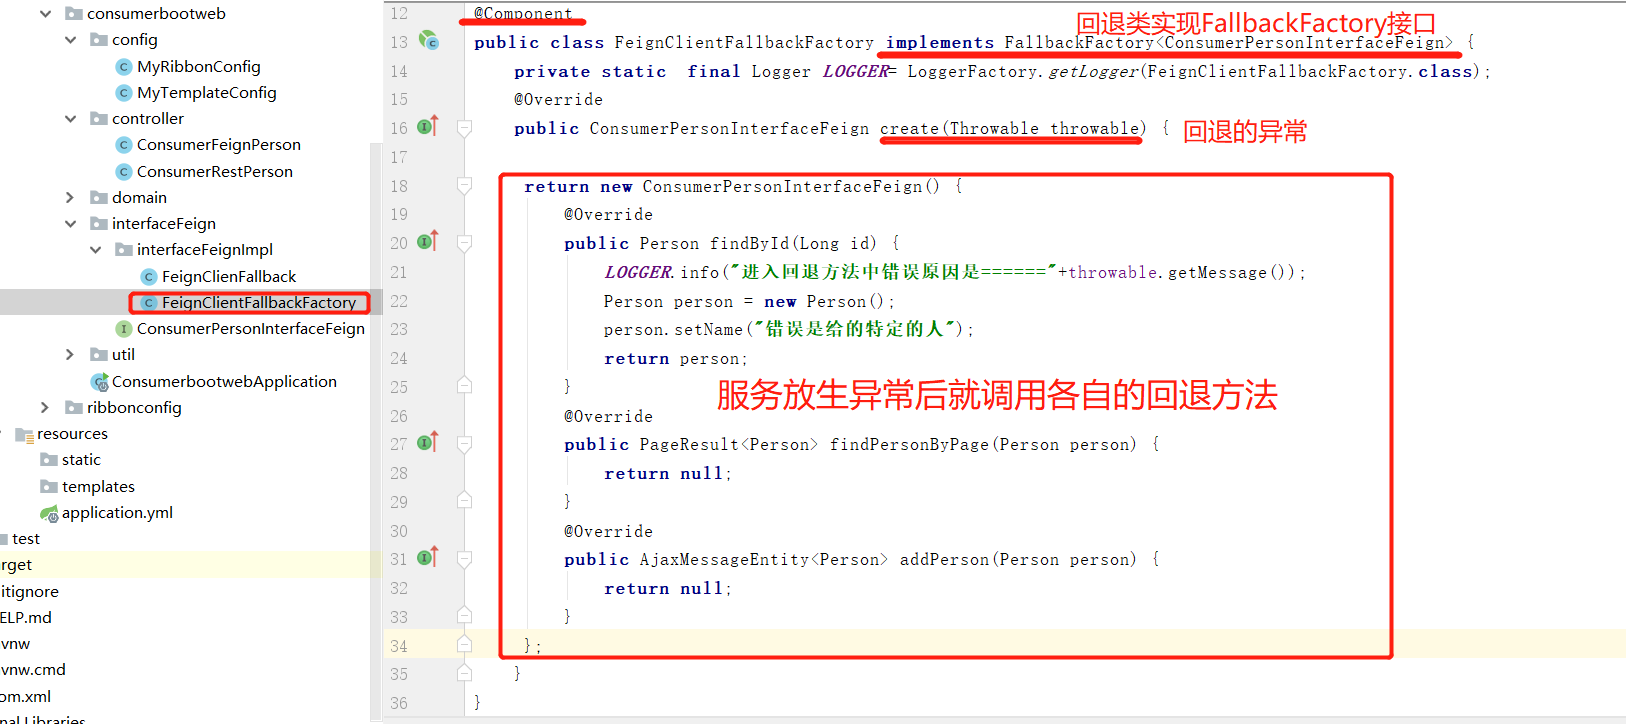 consumerbootweb
config
MyRibbonConfig
MyTemplateConfig
controller
ConsumerFeignPerson
ConsumerRestPerson
domain
interfaceFeign
interfaceFeignImpl
FeignClienFallback
FeignClientFallbackFactory
ConsumerPersonInterfaceFeign
util
ConsumerbootwebApplication
ribbonconfig
resources
static
templates
application.yml
test
arget
itignore
ELP.md
vnw
vnw.cmd
om.xml
nal Libraries
12 @Component
回退类实现FallbackFactory接口
13 public class FeignClientFallbackFactory implements FallbackFactory<ConsumerPersonInterfaceFeign> {
14 private static final Logger LOGGER= LoggerFactory.getLogger(FeignClientFallbackFactory.class);
15 @Override
16 public ConsumerPersonInterfaceFeign create(Throwable throwable) { 回退的异常
17
18 return new ConsumerPersonInterfaceFeign() {
19 @Override
20 public Person findById(Long id) {
21 LOGGER.info("进入回退方法中错误原因是======"+throwable.getMessage());
22 Person person = new Person();
23 person.setName("错误是给的特定的人");
24 return person;
25 }
服务放生异常后就调用各自的回退方法
26 @Override
27 public PageResult<Person> findPersonByPage(Person person) {
28 return null;
29 }
30 @Override
31 public AjaxMessageEntity<Person> addPerson(Person person) {
32 return null;
33 }
34 };
35 }
36 }